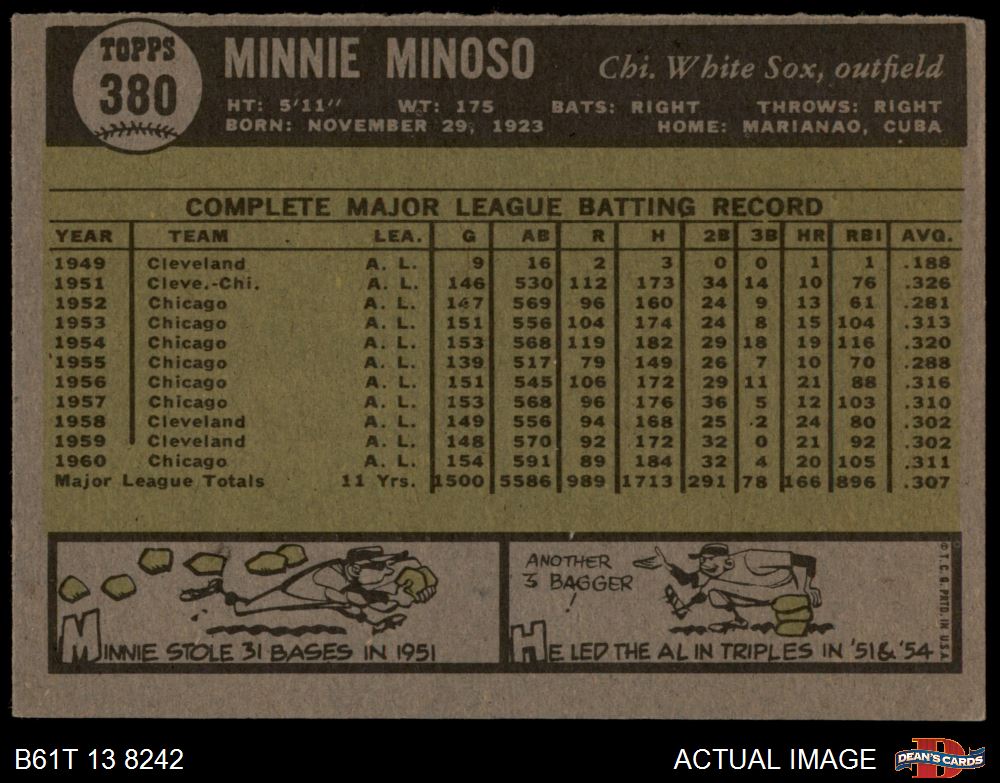 TOPPS
380
MINNIE MINOSO
Chi. White Sox, outfield
HT: 5'11" WT: 175 BATS: RIGHT THROWS: RIGHT
BORN: NOVEMBER 29, 1923 HOME: MARIANAO, CUBA
COMPLETE MAJOR LEAGUE BATTING RECORD
YEAR TEAM LEA. G AB R H 2B 3B HR RBI AVG.
1949 Cleveland A. L. 9 16 2 3 0 0 1 1 .188
1951 Cleve.-Chi. A. L. 146 530 112 173 34 14 10 76 .326
1952 Chicago A. L. 147 569 96 160 24 9 13 61 .281
1953 Chicago A. L. 151 556 104 174 24 8 15 104 .313
1954 Chicago A. L. 153 568 119 182 29 18 19 116 .320
1955 Chicago A. L. 139 517 79 149 26 7 10 70 .288
1956 Chicago A. L. 151 545 106 172 29 11 21 88 .316
1957 Chicago A. L. 153 568 96 176 36 5 12 103 .310
1958 Cleveland A. L. 149 556 94 168 25 2 24 80 .302
1959 Cleveland A. L. 148 570 92 172 32 0 21 92 .302
1960 Chicago A. L. 154 591 89 184 32 4 20 105 .311
Major League Totals 11 Yrs. 1500 5586 989 1713 291 78 166 896 .307
MINNIE STOLE 31 BASES IN 1951
ANOTHER
3 BAGGER
!
HE LED THE AL IN TRIPLES IN '51 & '54
© T. C. G. PRTD. IN U.S.A.
B61T 13 8242
ACTUAL IMAGE
D
DEAN'S CARDS